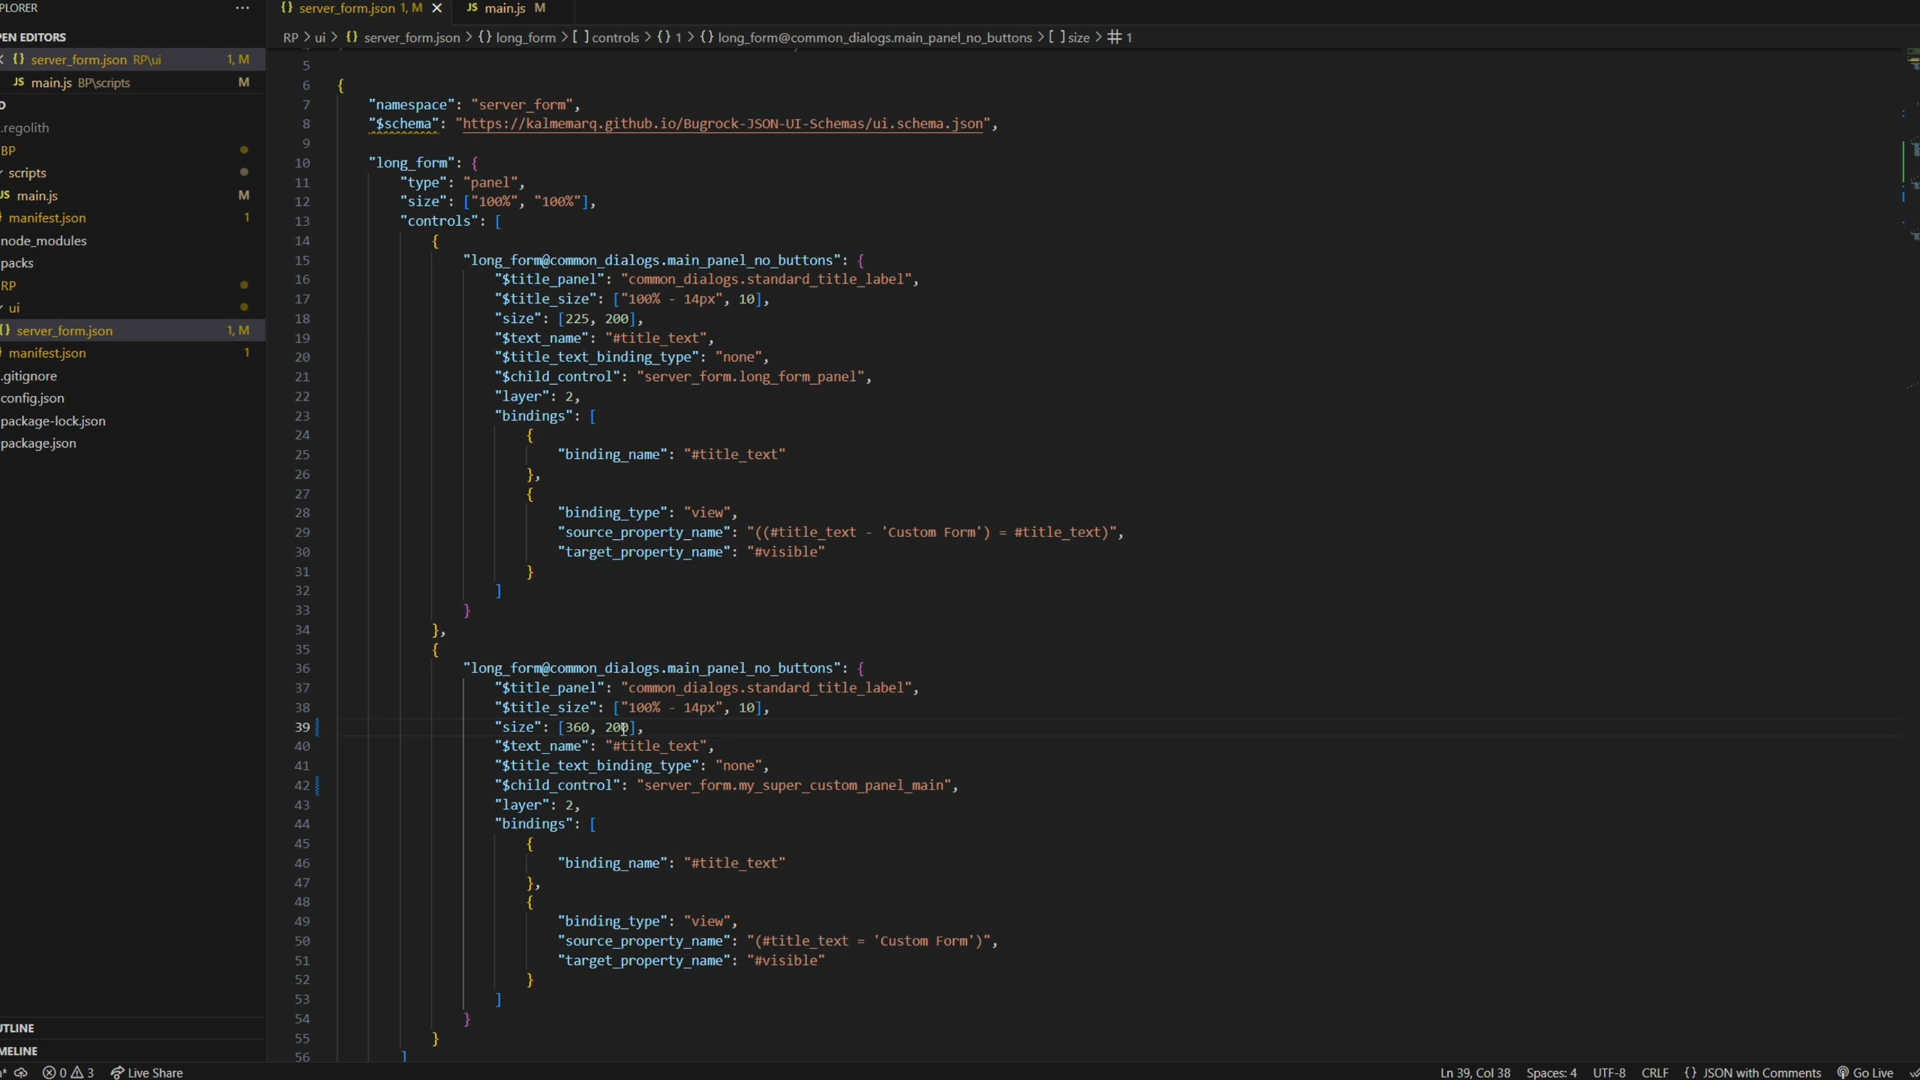 PLORER ···
{} server_form.json 1, M ×
JS main.js M
PEN EDITORS
{} server_form.json RP\ui 1, M
JS main.js BP\scripts M
D
.regolith
BP
scripts
JS main.js M
manifest.json 1
node_modules
packs
RP
ui
{} server_form.json 1, M
manifest.json 1
.gitignore
config.json
package-lock.json
package.json
UTLINE
MELINE
RP > ui > {} server_form.json > {} long_form > [ ] controls > {} 1 > {} long_form@common_dialogs.main_panel_no_buttons > [ ] size > # 1
5
6 {
7 "namespace": "server_form",
8 "$schema": "https://kalmemarq.github.io/Bugrock-JSON-UI-Schemas/ui.schema.json",
9
10 "long_form": {
11 "type": "panel",
12 "size": ["100%", "100%"],
13 "controls": [
14 {
15 "long_form@common_dialogs.main_panel_no_buttons": {
16 "$title_panel": "common_dialogs.standard_title_label",
17 "$title_size": ["100% - 14px", 10],
18 "size": [225, 200],
19 "$text_name": "#title_text",
20 "$title_text_binding_type": "none",
21 "$child_control": "server_form.long_form_panel",
22 "layer": 2,
23 "bindings": [
24 {
25 "binding_name": "#title_text"
26 },
27 {
28 "binding_type": "view",
29 "source_property_name": "((#title_text - 'Custom Form') = #title_text)",
30 "target_property_name": "#visible"
31 }
32 ]
33 }
34 },
35 {
36 "long_form@common_dialogs.main_panel_no_buttons": {
37 "$title_panel": "common_dialogs.standard_title_label",
38 "$title_size": ["100% - 14px", 10],
39 "size": [360, 200],
40 "$text_name": "#title_text",
41 "$title_text_binding_type": "none",
42 "$child_control": "server_form.my_super_custom_panel_main",
43 "layer": 2,
44 "bindings": [
45 {
46 "binding_name": "#title_text"
47 },
48 {
49 "binding_type": "view",
50 "source_property_name": "(#title_text = 'Custom Form')",
51 "target_property_name": "#visible"
52 }
53 ]
54 }
55 }
56 ]
0 3 Live Share
Ln 39, Col 38 Spaces: 4 UTF-8 CRLF {} JSON with Comments Go Live